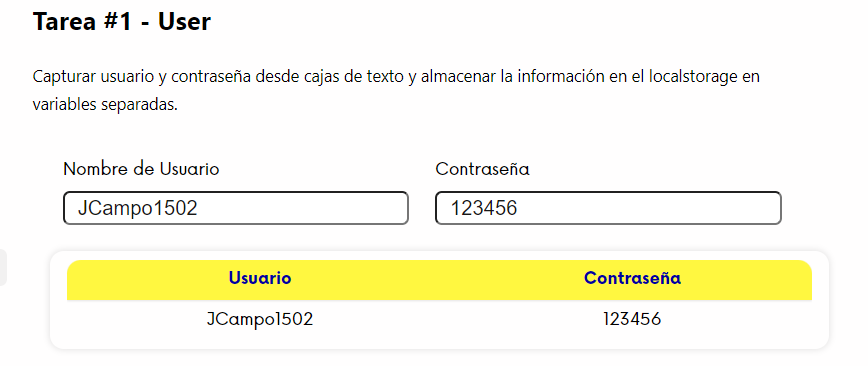 Tarea #1 - User
Capturar usuario y contraseña desde cajas de texto y almacenar la información en el localstorage en
variables separadas.
Nombre de Usuario Contraseña
JCampo1502 123456
Usuario Contraseña
JCampo1502 123456